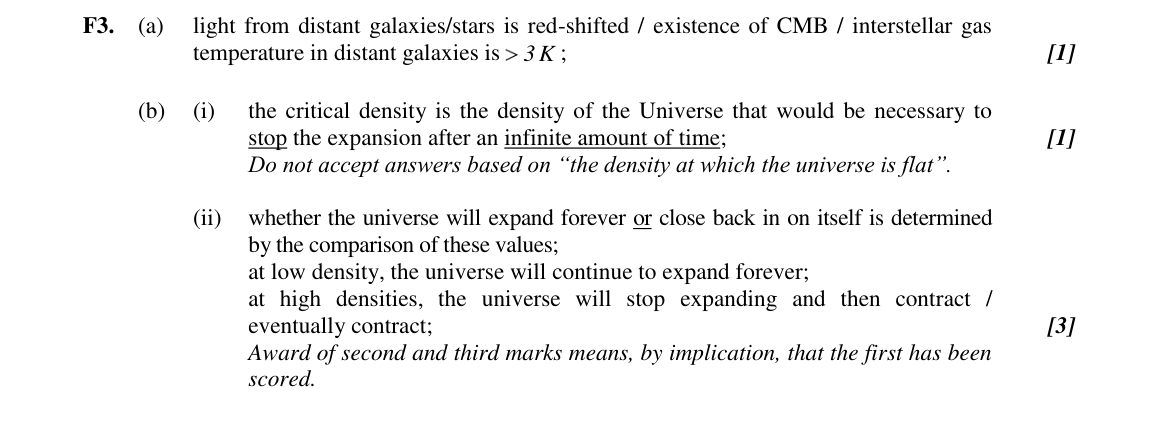 F3. (a) light from distant galaxies/stars is red-shifted / existence of CMB / interstellar gas
temperature in distant galaxies is > 3 K ; [1]
(b) (i) the critical density is the density of the Universe that would be necessary to
stop the expansion after an infinite amount of time; [1]
Do not accept answers based on “the density at which the universe is flat”.
(ii) whether the universe will expand forever or close back in on itself is determined
by the comparison of these values;
at low density, the universe will continue to expand forever;
at high densities, the universe will stop expanding and then contract /
eventually contract; [3]
Award of second and third marks means, by implication, that the first has been
scored.